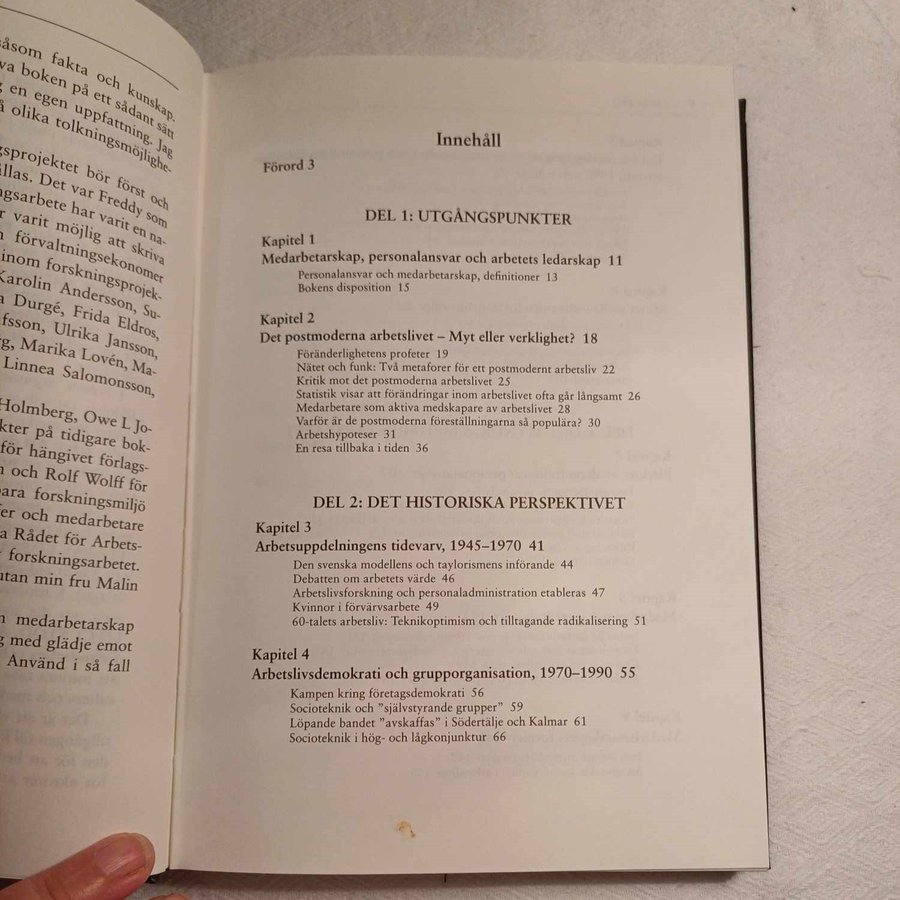 såsom fakta och kunskap.
boken på ett sådant sätt
en egen uppfattning. Jag
olika tolkningsmöjlighe-
bör först och
Det var Freddy som
har varit en na-
varit möjlig att skriva
förvaltningsekonomer
inom forskningsprojek-
Karolin Andersson, Su-
Durgé, Frida Eldros,
Ulrika Jansson,
Marika Lovén, Ma-
Linnea Salomonsson,
Holmberg, Owe L Jo-
på tidigare bok-
för hängivet förlags-
och Rolf Wolff för
forskningsmiljö
och medarbetare
Rådet för Arbets-
forskningsarbetet.
utan min fru Malin
medarbetarskap
med glädje emot
Använd i så fall
Innehåll
Förord 3
DEL 1: UTGÅNGSPUNKTER
Kapitel 1
Medarbetarskap, personalansvar och arbetets ledarskap 11
Personalansvar och medarbetarskap, definitioner 13
Bokens disposition 15
Kapitel 2
Det postmoderna arbetslivet – Myt eller verklighet? 18
Föränderlighetens profeter 19
Nätet och funk: Två metaforer för ett postmodernt arbetsliv 22
Kritik mot det postmoderna arbetslivet 25
Statistik visar att förändringar inom arbetslivet ofta går långsamt 26
Medarbetare som aktiva medskapare av arbetslivet 28
Varför är de postmoderna föreställningarna så populära? 30
Arbetshypoteser 31
En resa tillbaka i tiden 36
DEL 2: DET HISTORISKA PERSPEKTIVET
Kapitel 3
Arbetsuppdelningens tidevarv, 1945–1970 41
Den svenska modellens och taylorismens införande 44
Debatten om arbetets värde 46
Arbetslivsforskning och personaladministration etableras 47
Kvinnor i förvärvsarbete 49
60-talets arbetsliv: Teknikoptimism och tilltagande radikalisering 51
Kapitel 4
Arbetslivsdemokrati och grupporganisation, 1970–1990 55
Kampen kring företagsdemokrati 56
Socioteknik och ”självstyrande grupper” 59
Löpande bandet ”avskaffas” i Södertälje och Kalmar 61
Socioteknik i hög- och lågkonjunktur 66